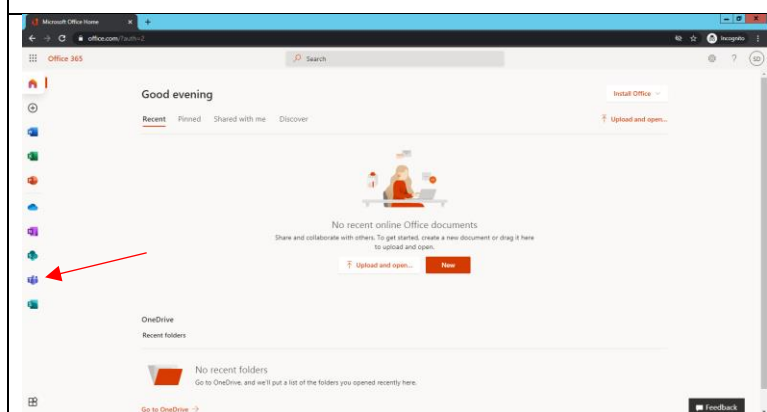 Microsoft Office Home
office.com/?auth=2
Incognito
Office 365
Search
?
Good evening
Install Office
Recent Pinned Shared with me Discover
Upload and open...
No recent online Office documents
Share and collaborate with others. To get started, create a new document or drag it here
to upload and open.
Upload and open... New
OneDrive
Recent folders
No recent folders
Go to OneDrive, and we'll put a list of the folders you opened recently here.
Go to OneDrive →
Feedback